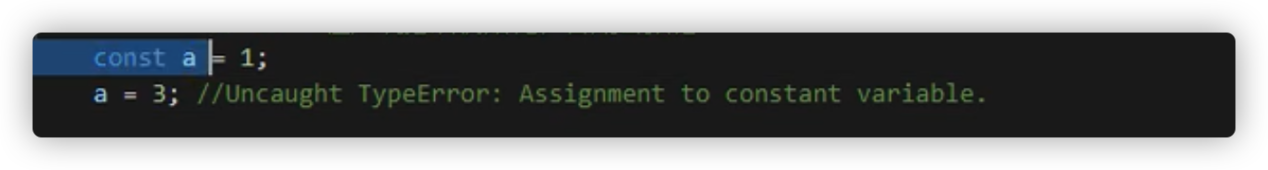 const a = 1;
a = 3; //Uncaught TypeError: Assignment to constant variable.